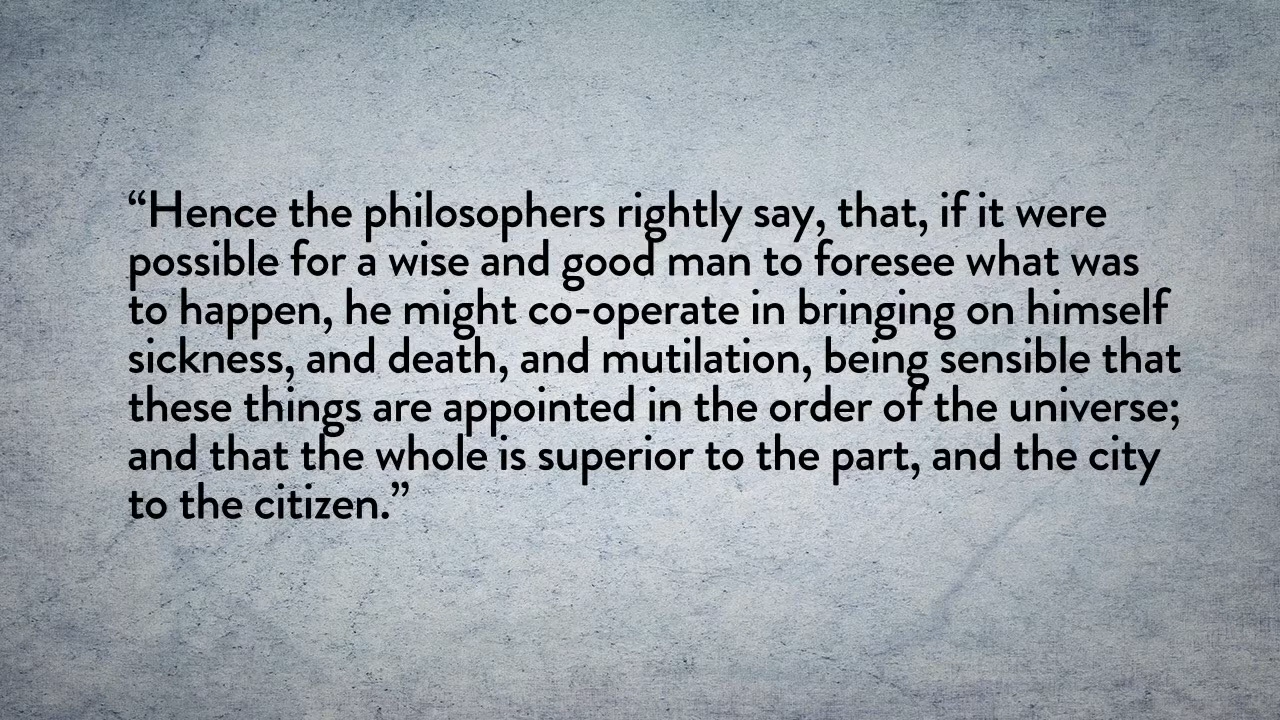 “Hence the philosophers rightly say, that, if it were
possible for a wise and good man to foresee what was
to happen, he might co-operate in bringing on himself
sickness, and death, and mutilation, being sensible that
these things are appointed in the order of the universe;
and that the whole is superior to the part, and the city
to the citizen.”